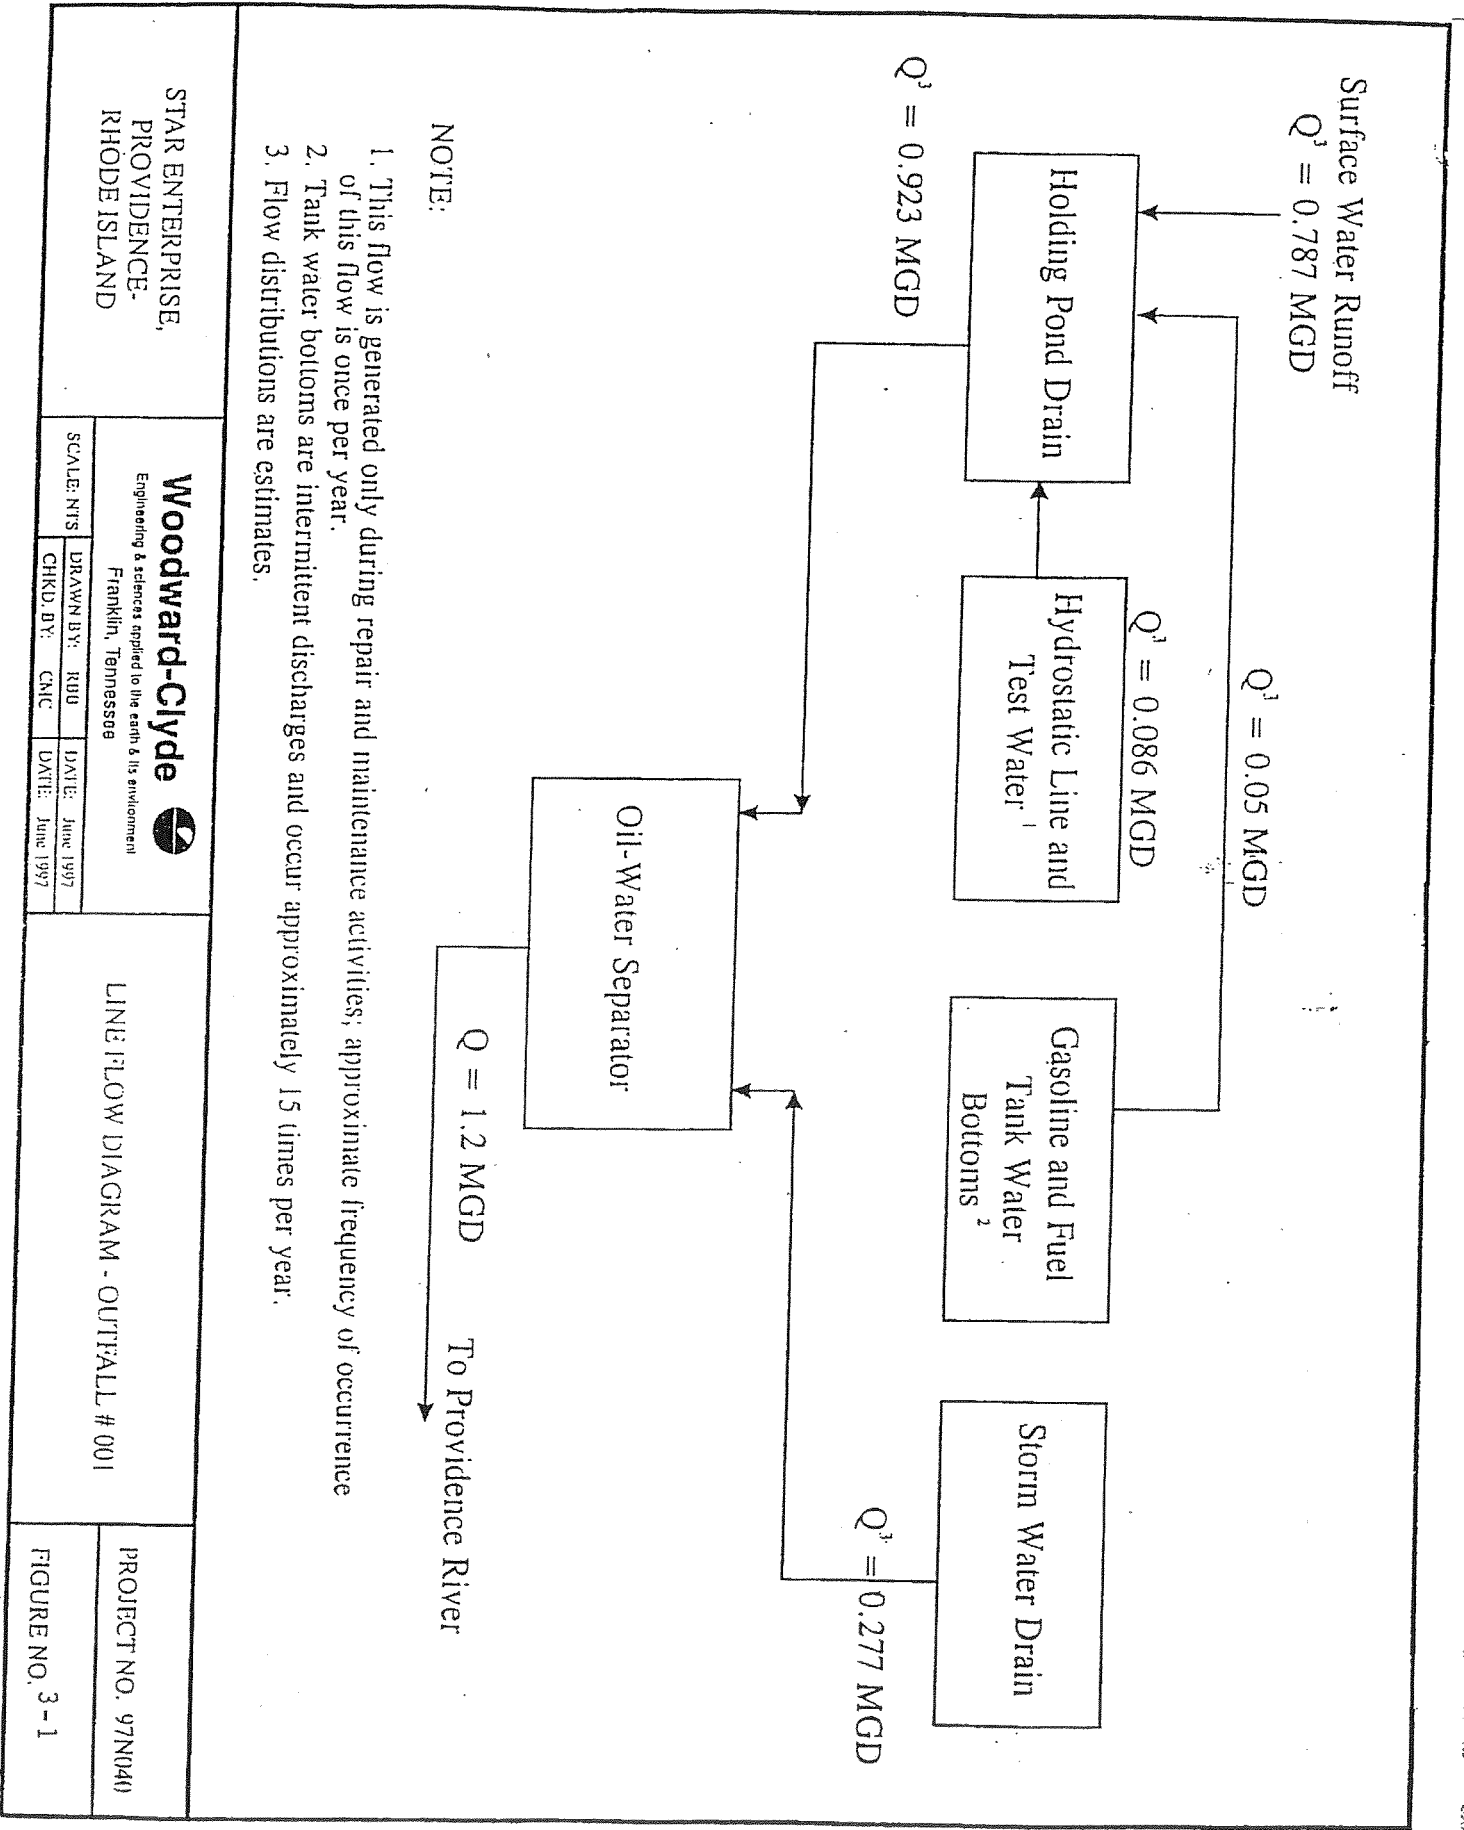 Surface Water Runoff
Q³ = 0.787 MGD
Q³ = 0.05 MGD
Q³ = 0.086 MGD
Holding Pond Drain
Hydrostatic Line and
Test Water ¹
Gasoline and Fuel
Tank Water
Bottoms ²
Storm Water Drain
Q³ = 0.923 MGD
Q³ = 0.277 MGD
Oil-Water Separator
Q = 1.2 MGD
To Providence River
NOTE:
1. This flow is generated only during repair and maintenance activities; approximate frequency of occurrence
of this flow is once per year.
2. Tank water bottoms are intermittent discharges and occur approximately 15 times per year.
3. Flow distributions are estimates.
STAR ENTERPRISE,
PROVIDENCE-
RHODE ISLAND
Woodward-Clyde
Engineering & sciences applied to the earth & its environment
Franklin, Tennessee
SCALE: NTS
DRAWN BY: RBU
DATE: June 1997
CHKD. BY: CMC
DATE: June 1997
LINE FLOW DIAGRAM - OUTFALL # 001
PROJECT NO. 97N040
FIGURE NO. 3-1